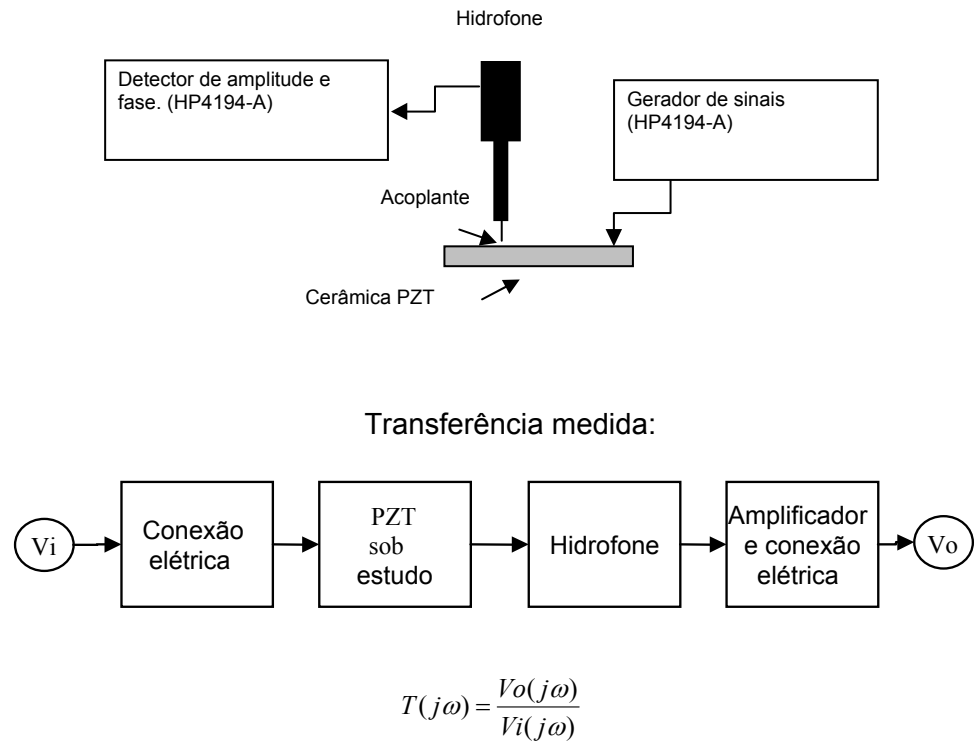 Hidrofone
Detector de amplitude e
fase. (HP4194-A)
Gerador de sinais
(HP4194-A)
Acoplante
Cerâmica PZT
Transferência medida:
Vi
Conexão
elétrica
PZT
sob
estudo
Hidrofone
Amplificador
e conexão
elétrica
Vo
T(jω) = Vo(jω) / Vi(jω)